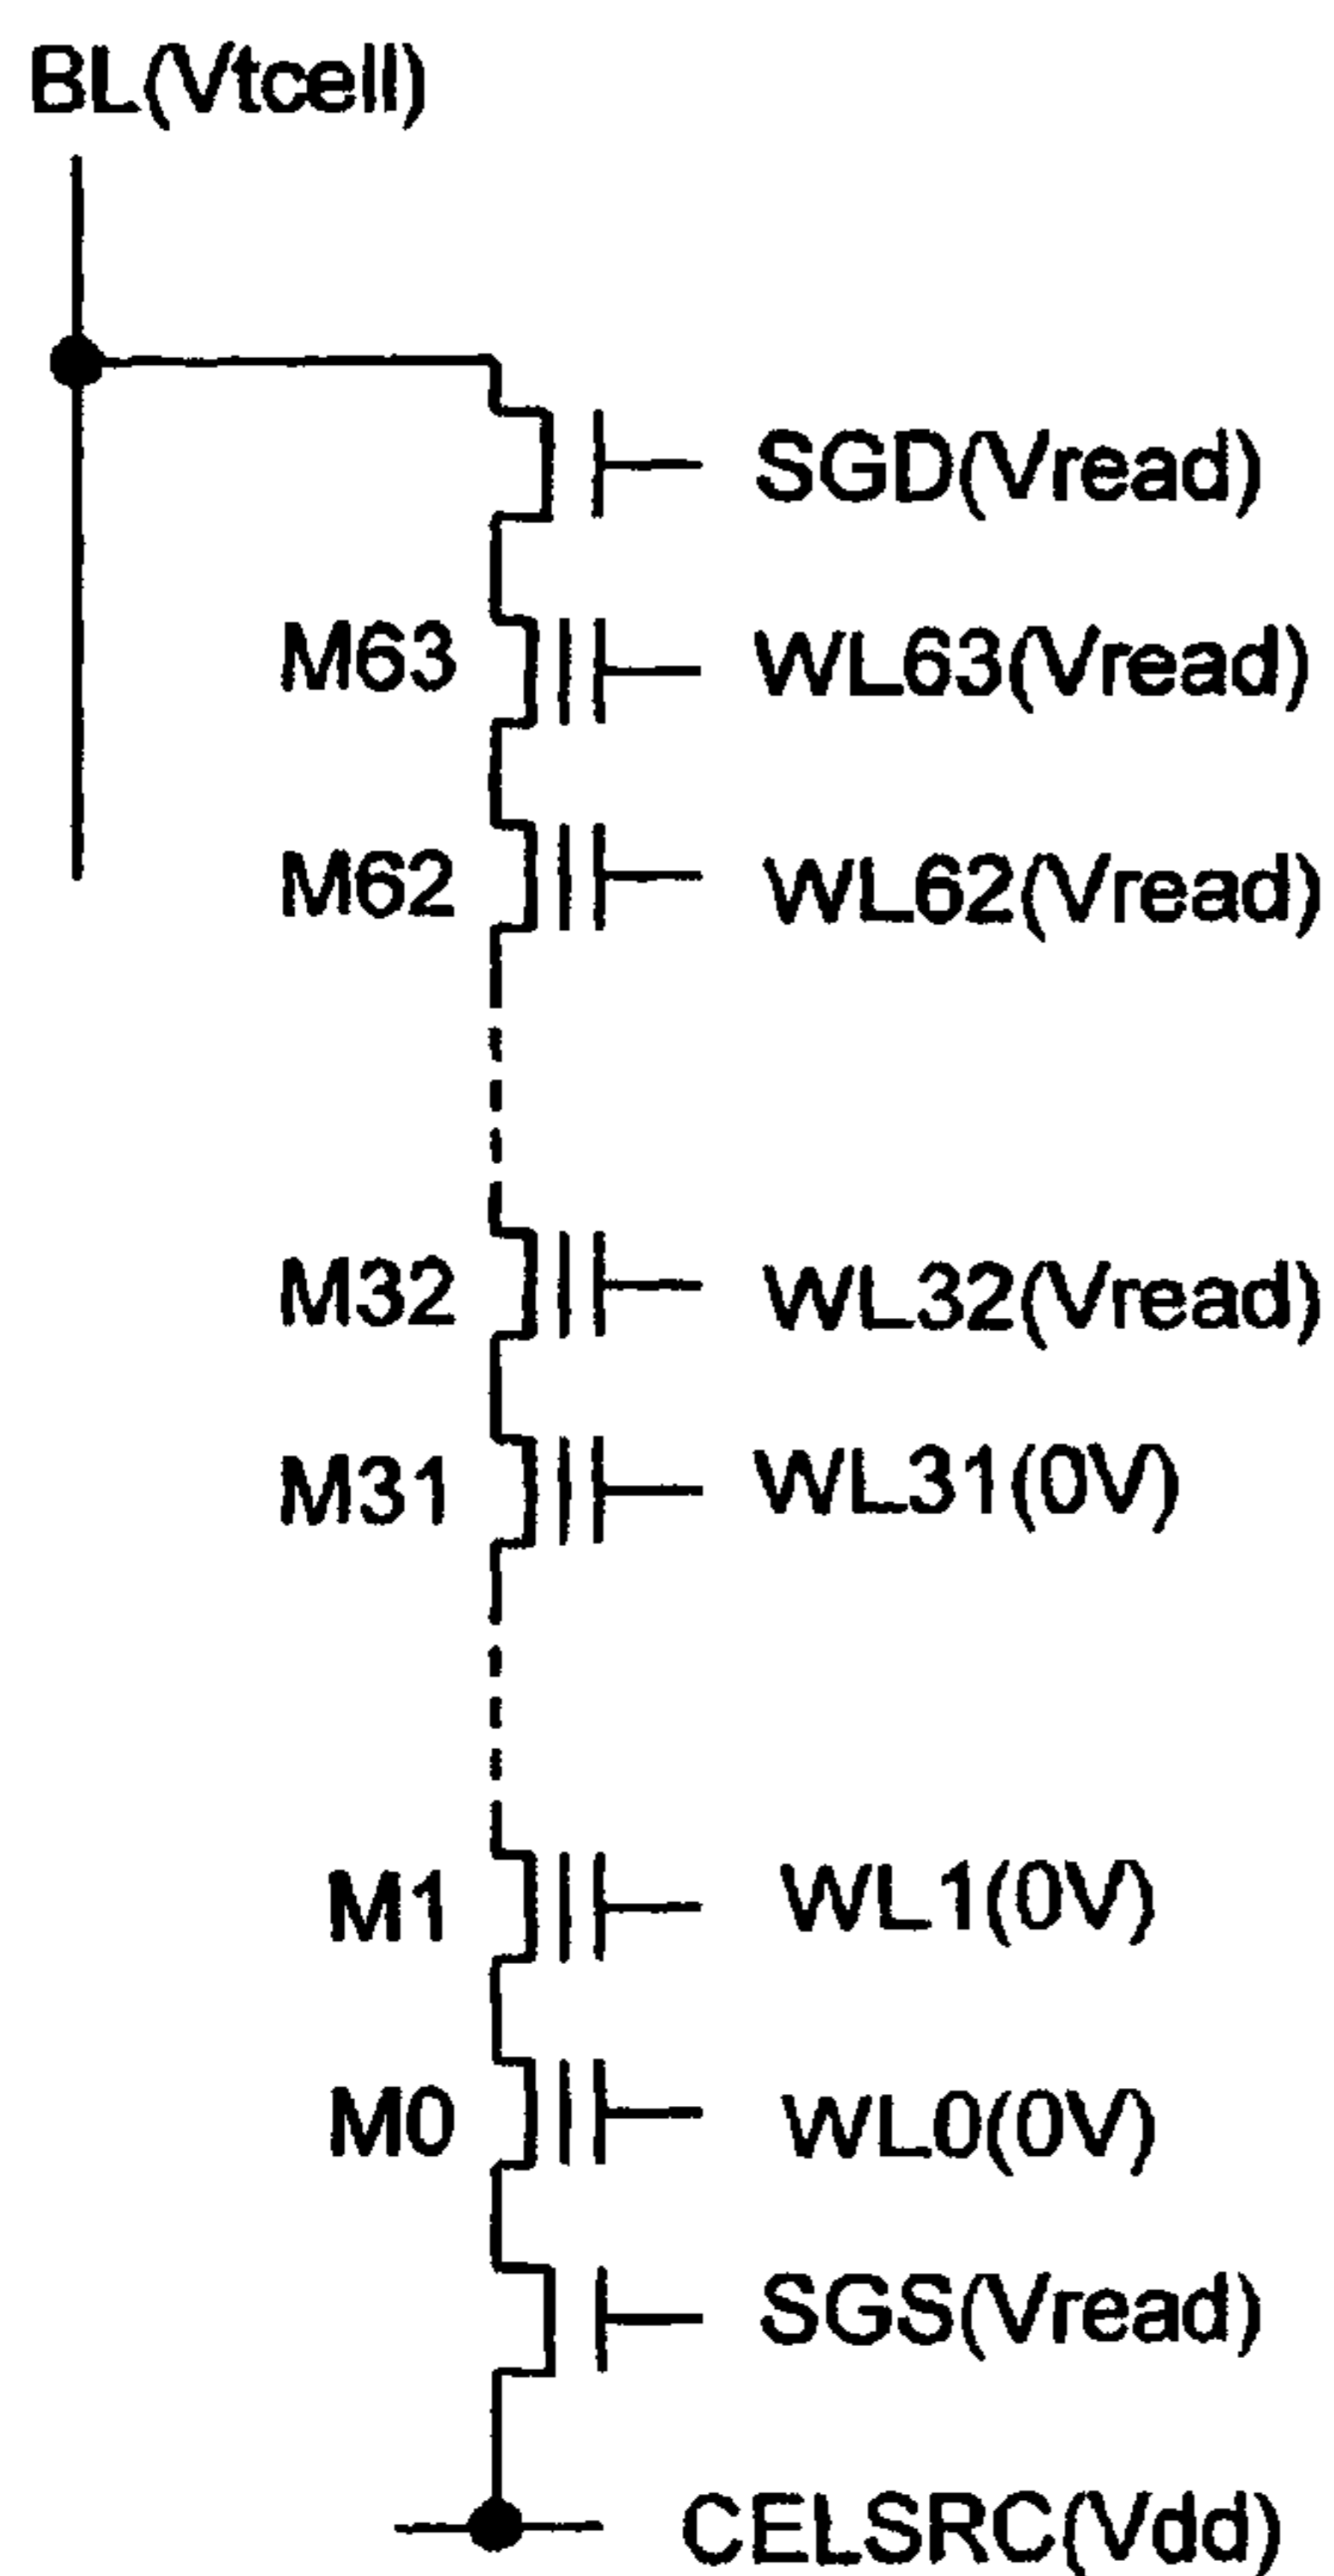 BL(Vtcell)
SGD(Vread)
M63 WL63(Vread)
M62 WL62(Vread)
M32 WL32(Vread)
M31 WL31(0V)
M1 WL1(0V)
M0 WL0(0V)
SGS(Vread)
CELSRC(Vdd)